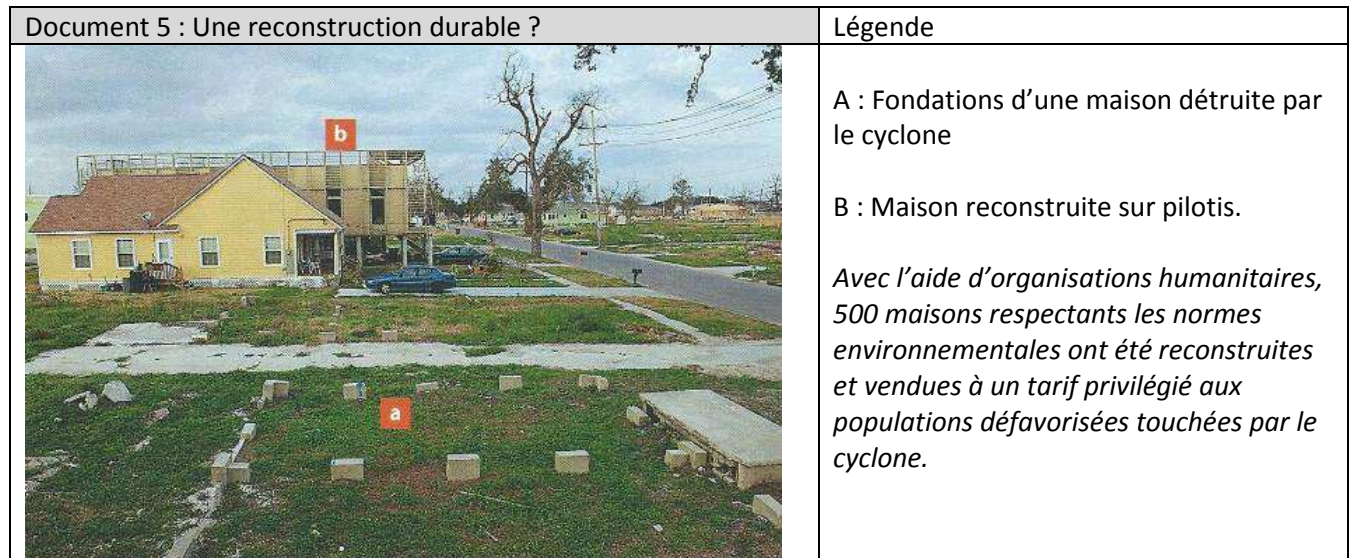 Document 5 : Une reconstruction durable ?
Légende
b
a
A : Fondations d’une maison détruite par
le cyclone
B : Maison reconstruite sur pilotis.
Avec l’aide d’organisations humanitaires,
500 maisons respectants les normes
environnementales ont été reconstruites
et vendues à un tarif privilégié aux
populations défavorisées touchées par le
cyclone.